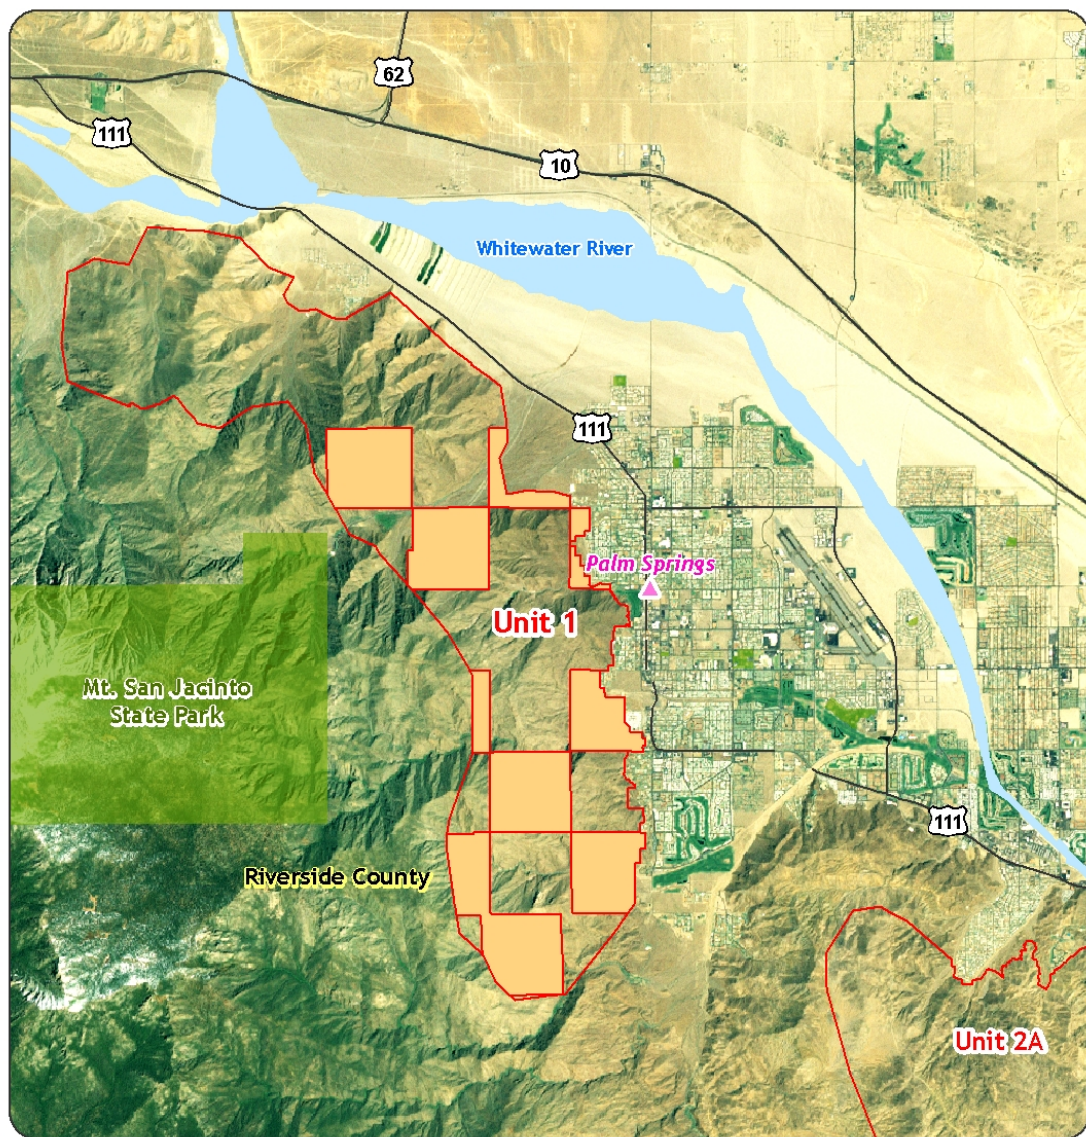 62
111
10
Whitewater River
111
Palm Springs
Unit 1
Mt. San Jacinto
State Park
111
Riverside County
Unit 2A